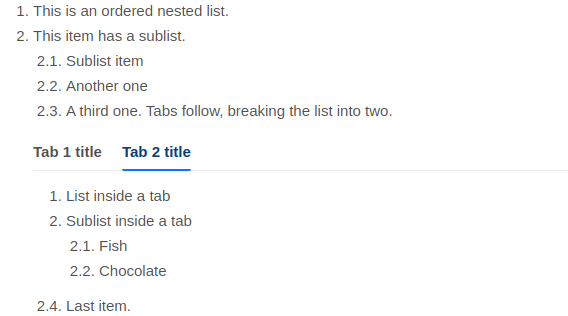 1. This is an ordered nested list.
2. This item has a sublist.
2.1. Sublist item
2.2. Another one
2.3. A third one. Tabs follow, breaking the list into two.
Tab 1 title Tab 2 title
1. List inside a tab
2. Sublist inside a tab
2.1. Fish
2.2. Chocolate
2.4. Last item.